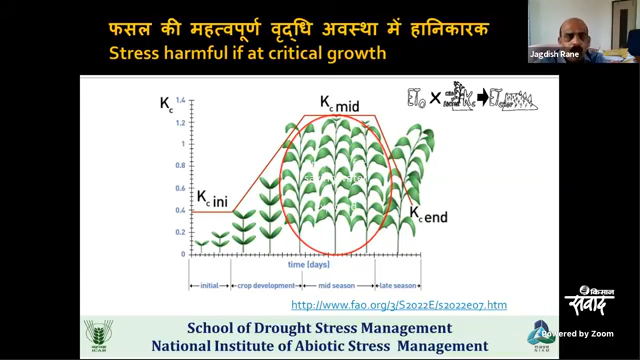 फसल की महत्वपूर्ण वृद्धि अवस्था में हानिकारक
Stress harmful if at critical growth
Jagdish Rane
Kc
1.4
1.2
1
0.8
0.6
0.4
0.2
0
Kc ini
Kc mid
Kc end
ETo X Kc
time (days)
initial
crop development
mid season
late season
http://www.fao.org/3/S2022E/s2022e07.htm
किसान
संवाद
Powered by Zoom
ICAR
School of Drought Stress Management
National Institute of Abiotic Stress Management